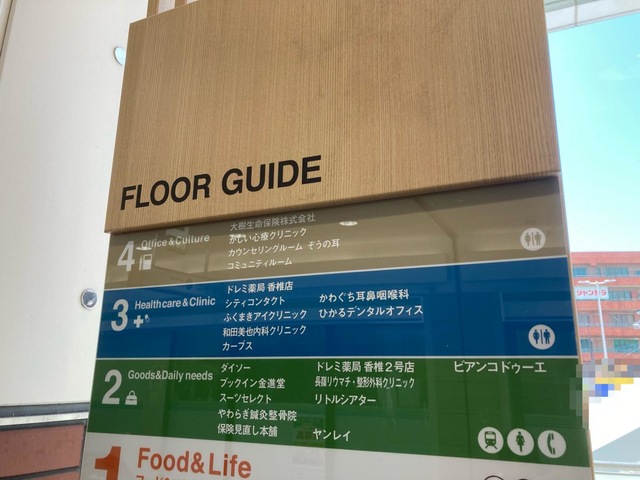 FLOOR GUIDE
4 Office & Culture
大樹生命保険株式会社
かしい心療クリニック
カウンセリングルーム ぞうの耳
コミュニティルーム
3 Healthcare & Clinic
ドレミ薬局 香椎店
シティコンタクト
ふくまきアイクリニック
和田美也内科クリニック
カーブス
かわぐち耳鼻咽喉科
ひかるデンタルオフィス
2 Goods & Daily needs
ダイソー
ブックイン金進堂
スーツセレクト
やわらぎ鍼灸整骨院
保険見直し本舗
ドレミ薬局 香椎2号店
長嶺リウマチ・整形外科クリニック
リトルシアター
ヤンレイ
ビアンコドゥーエ
1 Food & Life